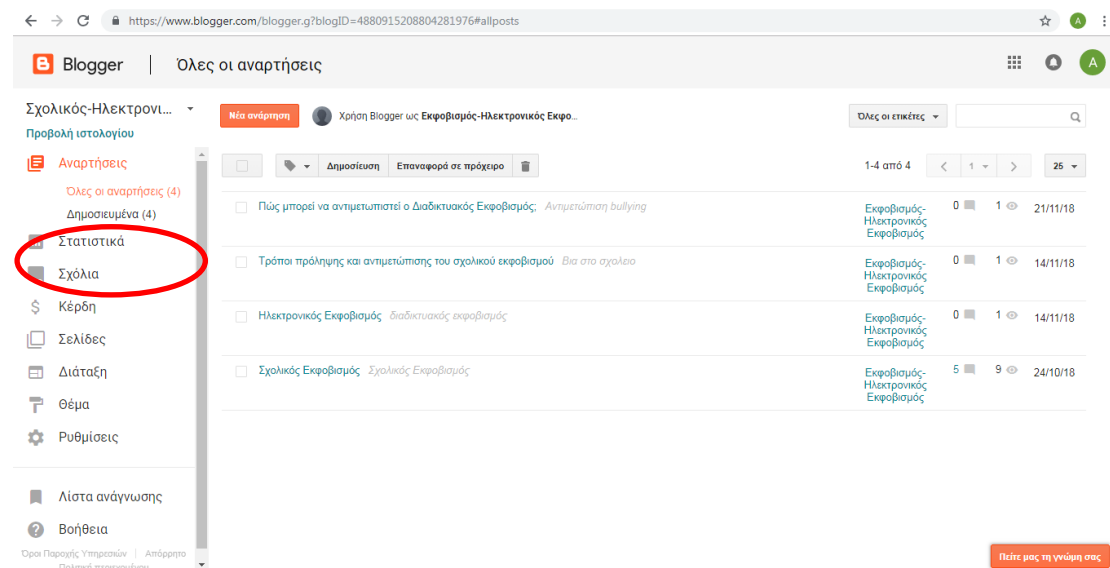 https://www.blogger.com/blogger.g?blogID=4880915208804281976#allposts
A
Blogger | Όλες οι αναρτήσεις
A
Σχολικός-Ηλεκτρονι...
Προβολή ιστολογίου
Νέα ανάρτηση
Χρήση Blogger ως Εκφοβισμός-Ηλεκτρονικός Εκφο...
Όλες οι ετικέτες
Αναρτήσεις
Όλες οι αναρτήσεις (4)
Δημοσιευμένα (4)
Στατιστικά
Σχόλια
$ Κέρδη
Σελίδες
Διάταξη
Θέμα
Ρυθμίσεις
Λίστα ανάγνωσης
Βοήθεια
Όροι Παροχής Υπηρεσιών | Απόρρητο
Δημοσίευση Επαναφορά σε πρόχειρο
1-4 από 4 1 25
Πώς μπορεί να αντιμετωπιστεί ο Διαδικτυακός Εκφοβισμός; Αντιμετώπιση bullying
Εκφοβισμός-
Ηλεκτρονικός
Εκφοβισμός
0 1 21/11/18
Τρόποι πρόληψης και αντιμετώπισης του σχολικού εκφοβισμού Βια στο σχολειο
Εκφοβισμός-
Ηλεκτρονικός
Εκφοβισμός
0 1 14/11/18
Ηλεκτρονικός Εκφοβισμός διαδικτυακός εκφοβισμός
Εκφοβισμός-
Ηλεκτρονικός
Εκφοβισμός
0 1 14/11/18
Σχολικός Εκφοβισμός Σχολικός Εκφοβισμός
Εκφοβισμός-
Ηλεκτρονικός
Εκφοβισμός
5 9 24/10/18
Πείτε μας τη γνώμη σας